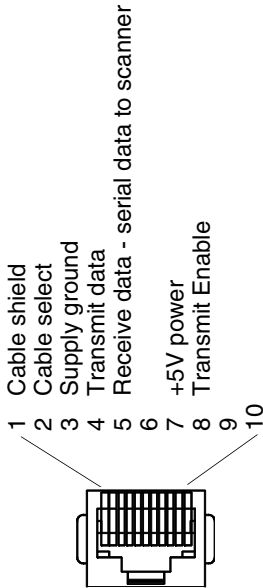 1 Cable shield
2 Cable select
3 Supply ground
4 Transmit data
5 Receive data - serial data to scanner
6
7 +5V power
8 Transmit Enable
9
10